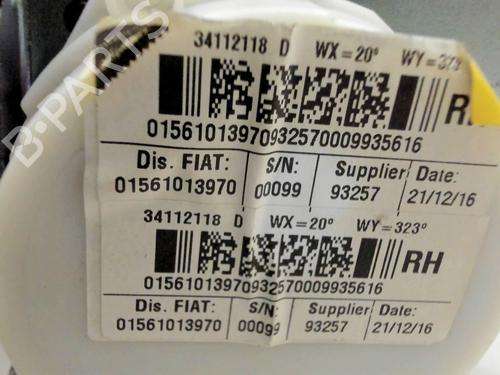 34112118 D WX=20° WY=323°
RH
01561013970932570009935616
Dis. FIAT: S/N: Supplier Date:
01561013970 00099 93257 21/12/16
34112118 D WX=20° WY=323°
RH
01561013970932570009935616
Dis. FIAT: S/N: Supplier Date:
01561013970 00099 93257 21/12/16
B-PARTS